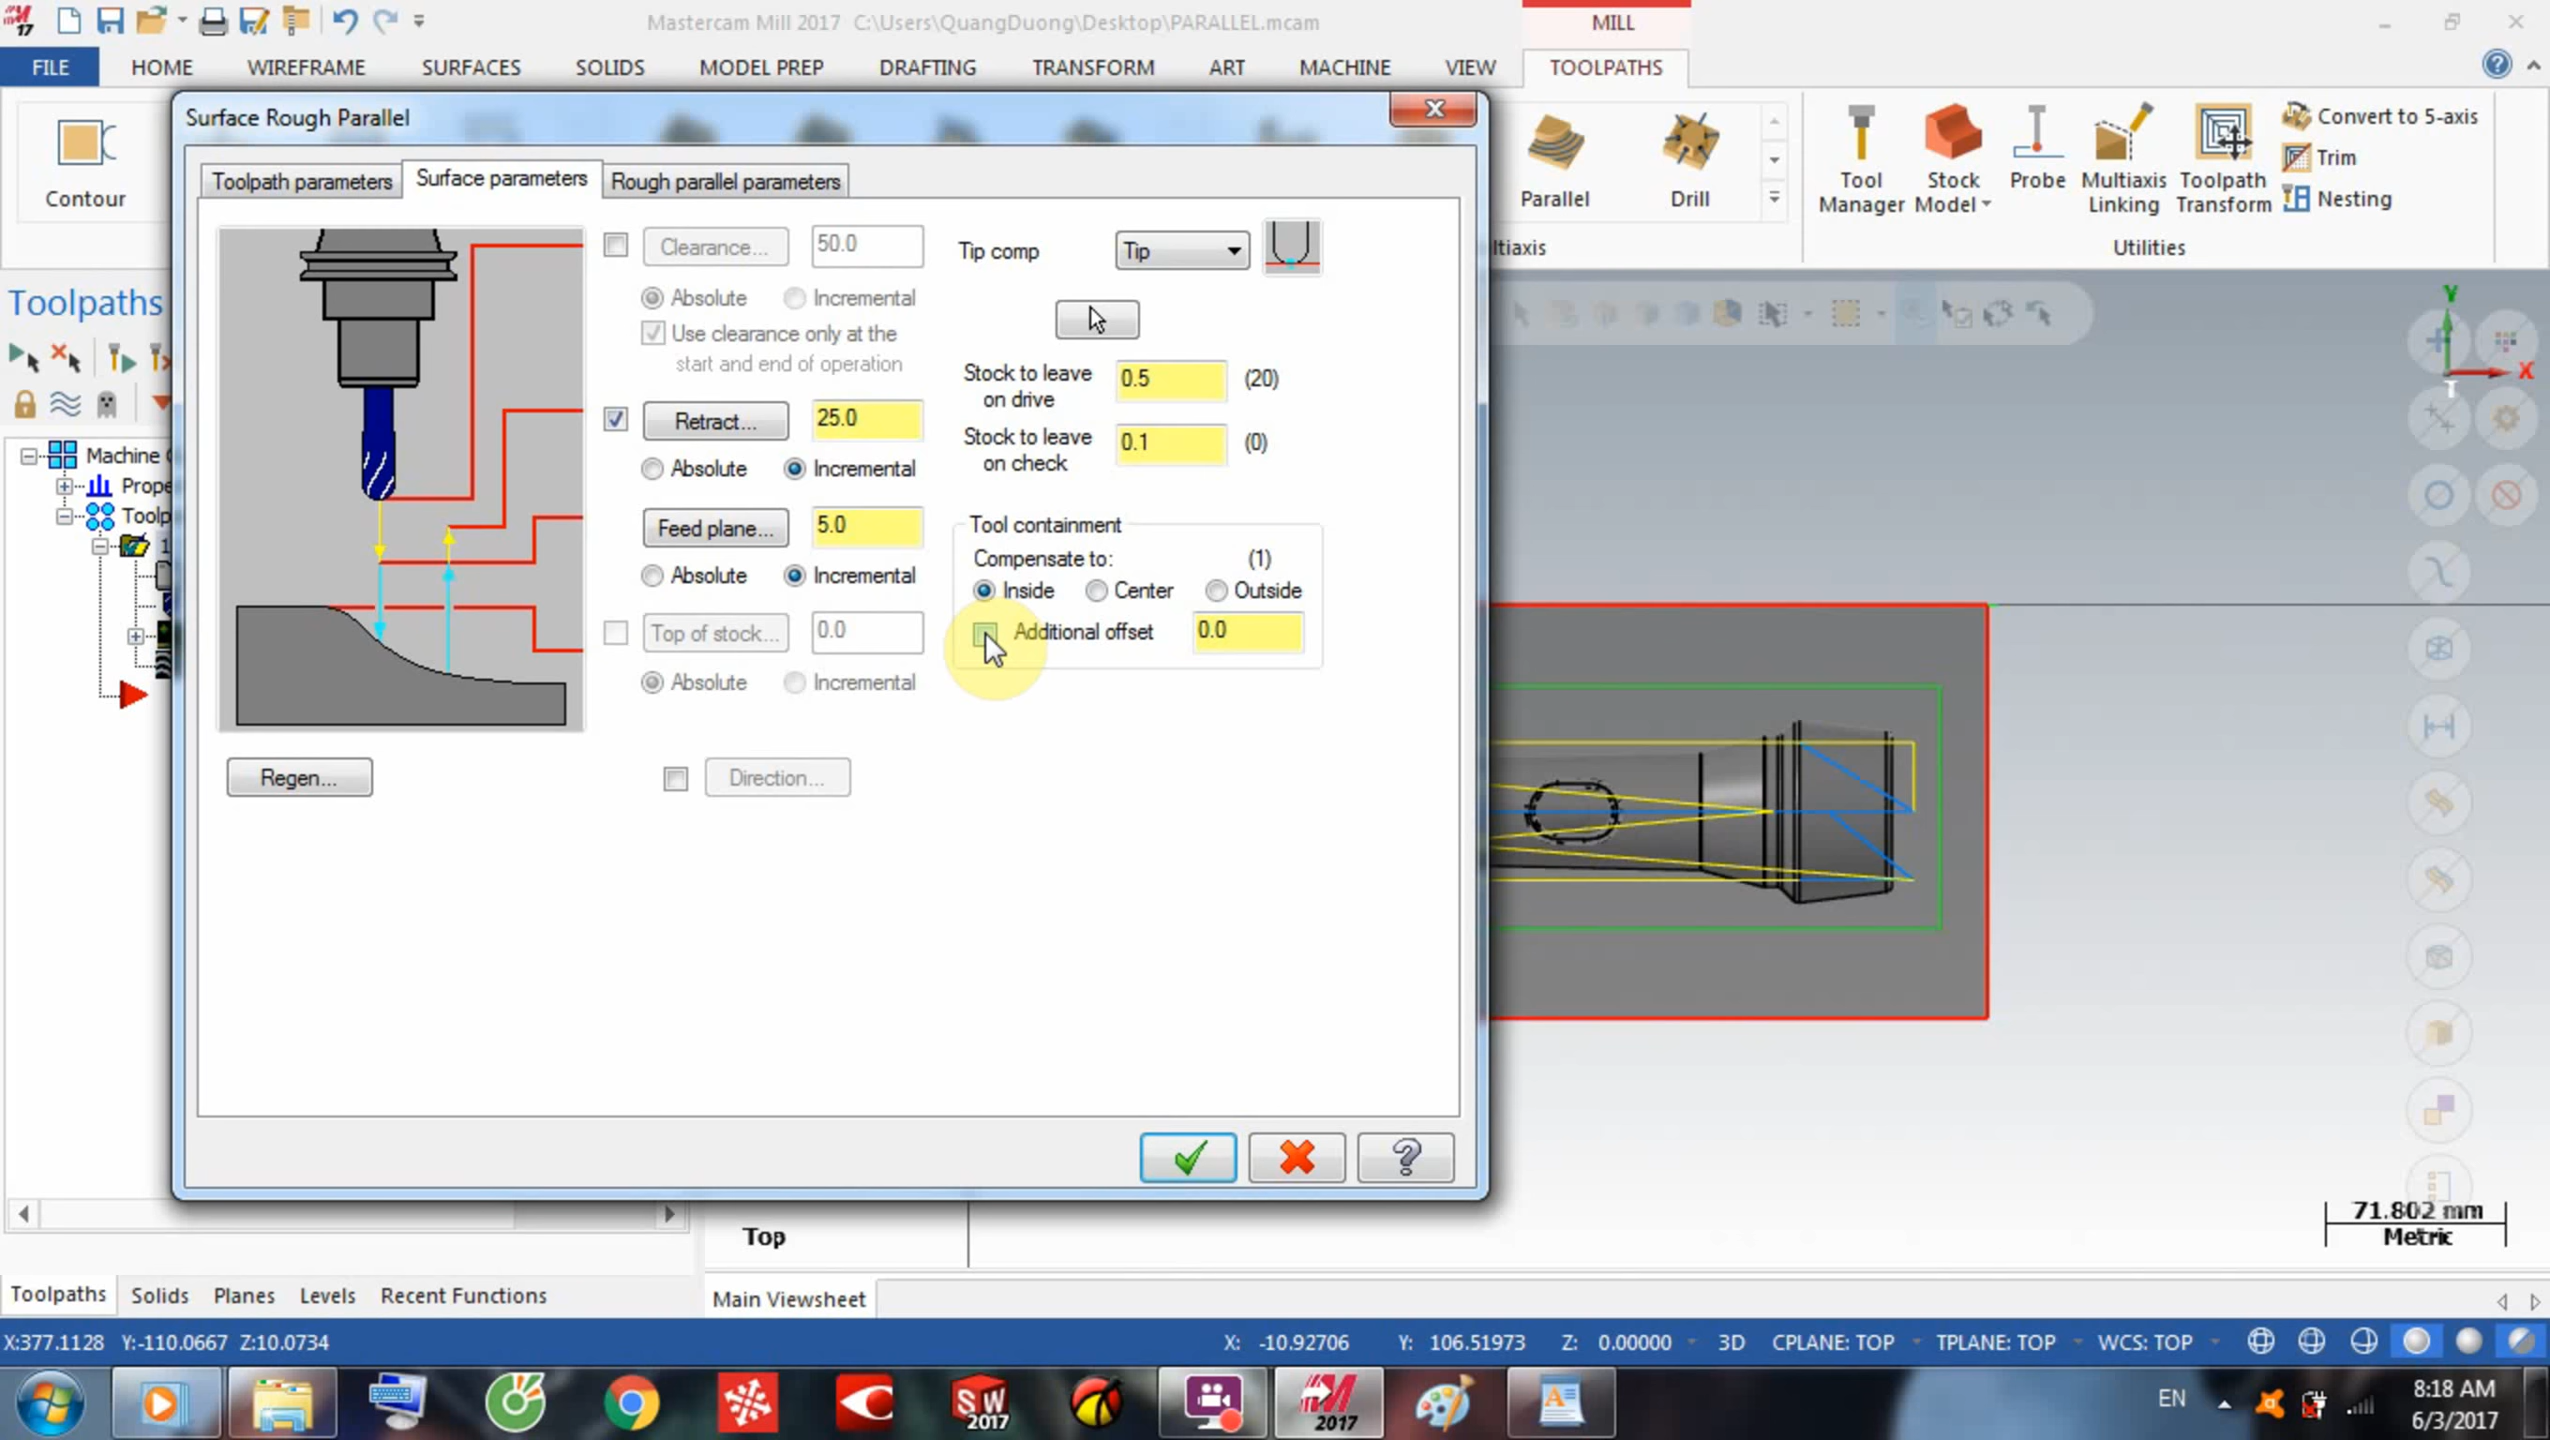 17
Mastercam Mill 2017 C:\Users\QuangDuong\Desktop\PARALLEL.mcam
MILL
FILE HOME WIREFRAME SURFACES SOLIDS MODEL PREP DRAFTING TRANSFORM ART MACHINE VIEW TOOLPATHS
Contour
Parallel
Drill
Tool Manager
Stock Model
Probe
Multiaxis Linking
Toolpath Transform
Convert to 5-axis
Trim
Nesting
ltiaxis
Utilities
Toolpaths
Machine
Prope
Toolp
1
Surface Rough Parallel
Toolpath parameters
Surface parameters
Rough parallel parameters
Clearance... 50.0
Absolute Incremental
Use clearance only at the
start and end of operation
Retract... 25.0
Absolute Incremental
Feed plane... 5.0
Absolute Incremental
Top of stock... 0.0
Absolute Incremental
Regen...
Direction...
Tip comp Tip
Stock to leave
on drive
0.5 (20)
Stock to leave
on check
0.1 (0)
Tool containment
Compensate to: (1)
Inside Center Outside
Additional offset 0.0
Y
X
T
Top
71.802 mm
Metric
Toolpaths Solids Planes Levels Recent Functions
Main Viewsheet
X:377.1128 Y:-110.0667 Z:10.0734
X: -10.92706 Y: 106.51973 Z: 0.00000 3D CPLANE: TOP TPLANE: TOP WCS: TOP
SW
2017
2017
A
EN
8:18 AM
6/3/2017